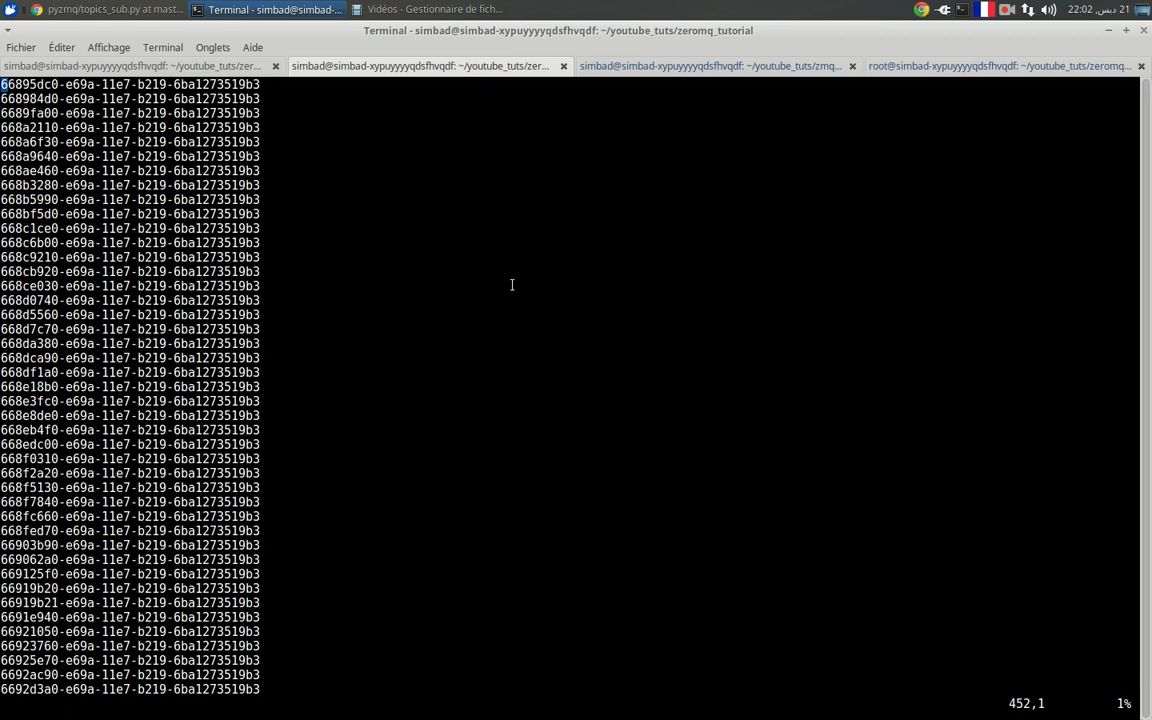 pyzmq/topics_sub.py at mast...
Terminal - simbad@simbad-...
Vidéos - Gestionnaire de fich...
21 دبس, 22:02
Terminal - simbad@simbad-xypuyyyyqdsfhvqdf: ~/youtube_tuts/zeromq_tutorial
Fichier Éditer Affichage Terminal Onglets Aide
simbad@simbad-xypuyyyyqdsfhvqdf: ~/youtube_tuts/zer...
simbad@simbad-xypuyyyyqdsfhvqdf: ~/youtube_tuts/zer...
simbad@simbad-xypuyyyyqdsfhvqdf: ~/youtube_tuts/zmq...
root@simbad-xypuyyyyqdsfhvqdf: ~/youtube_tuts/zeromq...
66895dc0-e69a-11e7-b219-6ba1273519b3
668984d0-e69a-11e7-b219-6ba1273519b3
6689fa00-e69a-11e7-b219-6ba1273519b3
668a2110-e69a-11e7-b219-6ba1273519b3
668a6f30-e69a-11e7-b219-6ba1273519b3
668a9640-e69a-11e7-b219-6ba1273519b3
668ae460-e69a-11e7-b219-6ba1273519b3
668b3280-e69a-11e7-b219-6ba1273519b3
668b5990-e69a-11e7-b219-6ba1273519b3
668bf5d0-e69a-11e7-b219-6ba1273519b3
668c1ce0-e69a-11e7-b219-6ba1273519b3
668c6b00-e69a-11e7-b219-6ba1273519b3
668c9210-e69a-11e7-b219-6ba1273519b3
668cb920-e69a-11e7-b219-6ba1273519b3
668ce030-e69a-11e7-b219-6ba1273519b3
668d0740-e69a-11e7-b219-6ba1273519b3
668d5560-e69a-11e7-b219-6ba1273519b3
668d7c70-e69a-11e7-b219-6ba1273519b3
668da380-e69a-11e7-b219-6ba1273519b3
668dca90-e69a-11e7-b219-6ba1273519b3
668df1a0-e69a-11e7-b219-6ba1273519b3
668e18b0-e69a-11e7-b219-6ba1273519b3
668e3fc0-e69a-11e7-b219-6ba1273519b3
668e8de0-e69a-11e7-b219-6ba1273519b3
668eb4f0-e69a-11e7-b219-6ba1273519b3
668edc00-e69a-11e7-b219-6ba1273519b3
668f0310-e69a-11e7-b219-6ba1273519b3
668f2a20-e69a-11e7-b219-6ba1273519b3
668f5130-e69a-11e7-b219-6ba1273519b3
668f7840-e69a-11e7-b219-6ba1273519b3
668fc660-e69a-11e7-b219-6ba1273519b3
668fed70-e69a-11e7-b219-6ba1273519b3
66903b90-e69a-11e7-b219-6ba1273519b3
669062a0-e69a-11e7-b219-6ba1273519b3
669125f0-e69a-11e7-b219-6ba1273519b3
66919b20-e69a-11e7-b219-6ba1273519b3
66919b21-e69a-11e7-b219-6ba1273519b3
6691e940-e69a-11e7-b219-6ba1273519b3
66921050-e69a-11e7-b219-6ba1273519b3
66923760-e69a-11e7-b219-6ba1273519b3
66925e70-e69a-11e7-b219-6ba1273519b3
6692ac90-e69a-11e7-b219-6ba1273519b3
6692d3a0-e69a-11e7-b219-6ba1273519b3
452,1 1%